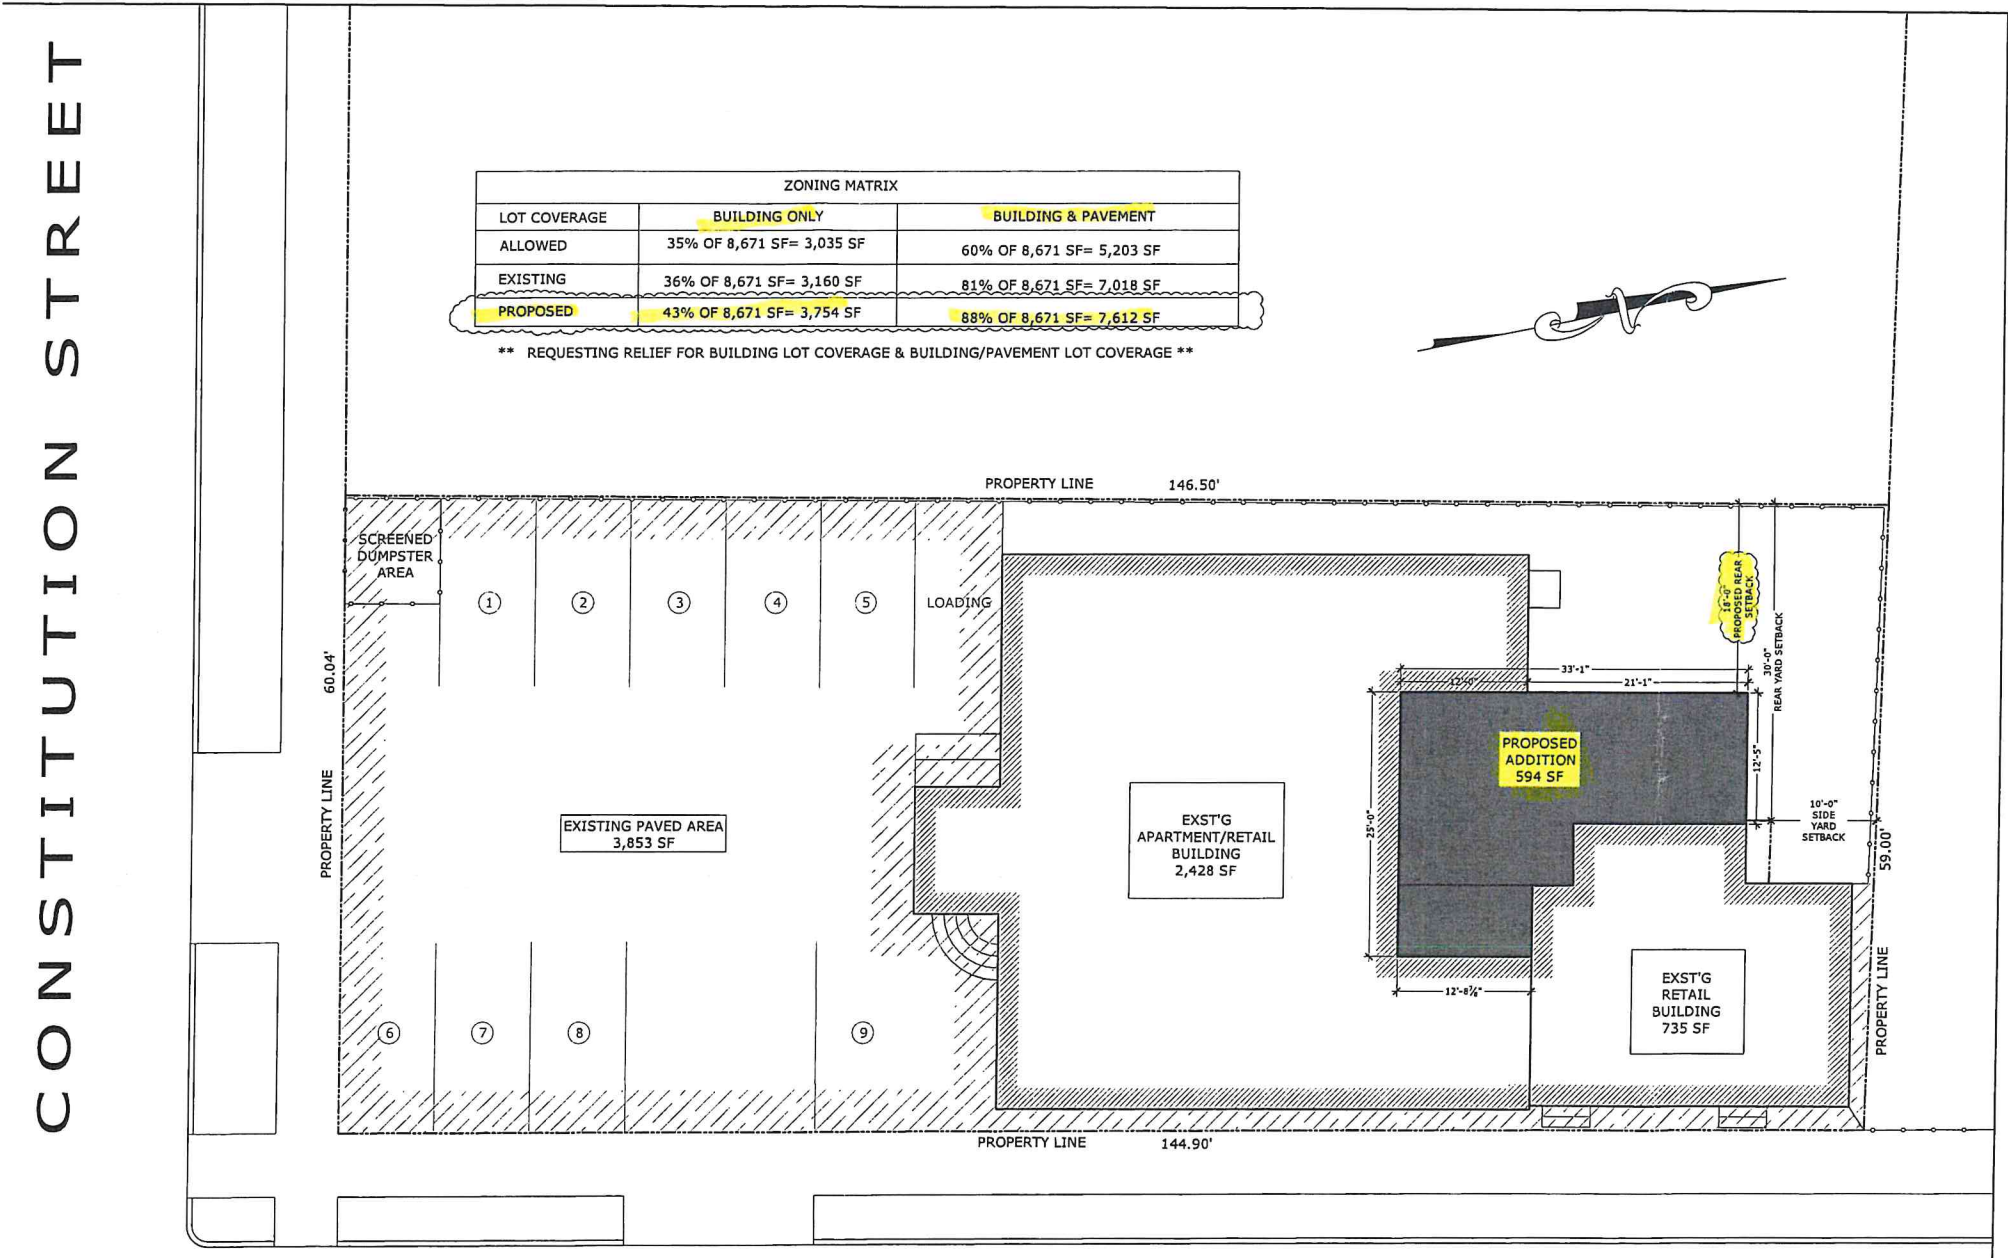 CONSTITUTION STREET
ZONING MATRIX
LOT COVERAGE BUILDING ONLY BUILDING & PAVEMENT
ALLOWED 35% OF 8,671 SF= 3,035 SF 60% OF 8,671 SF= 5,203 SF
EXISTING 36% OF 8,671 SF= 3,160 SF 81% OF 8,671 SF= 7,018 SF
PROPOSED 43% OF 8,671 SF= 3,754 SF 88% OF 8,671 SF= 7,612 SF
** REQUESTING RELIEF FOR BUILDING LOT COVERAGE & BUILDING/PAVEMENT LOT COVERAGE **
N
PROPERTY LINE 146.50'
SCREENED
DUMPSTER
AREA
1 2 3 4 5 LOADING
18'-0"
PROPOSED REAR
SETBACK
30'-0"
REAR YARD SETBACK
60.04'
PROPERTY LINE
33'-1"
12'-0" 21'-1"
PROPOSED
ADDITION
594 SF
12'-5"
25'-0"
10'-0"
SIDE
YARD
SETBACK
EXISTING PAVED AREA
3,853 SF
EXST'G
APARTMENT/RETAIL
BUILDING
2,428 SF
59.00'
PROPERTY LINE
12'-8⅞"
EXST'G
RETAIL
BUILDING
735 SF
6 7 8 9
PROPERTY LINE 144.90'